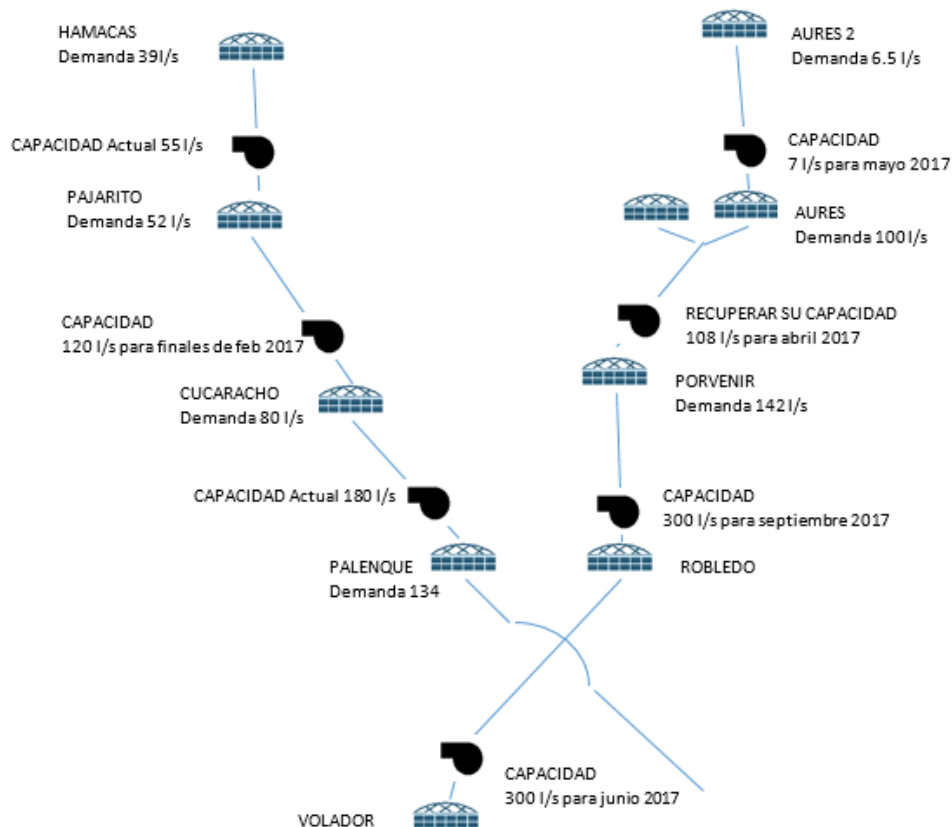 HAMACAS
Demanda 39l/s
AURES 2
Demanda 6.5 l/s
CAPACIDAD Actual 55 l/s
CAPACIDAD
7 l/s para mayo 2017
PAJARITO
Demanda 52 l/s
AURES
Demanda 100 l/s
CAPACIDAD
120 l/s para finales de feb 2017
RECUPERAR SU CAPACIDAD
108 l/s para abril 2017
CUCARACHO
Demanda 80 l/s
PORVENIR
Demanda 142 l/s
CAPACIDAD Actual 180 l/s
CAPACIDAD
300 l/s para septiembre 2017
PALENQUE
Demanda 134
ROBLEDO
CAPACIDAD
300 l/s para junio 2017
VOLADOR